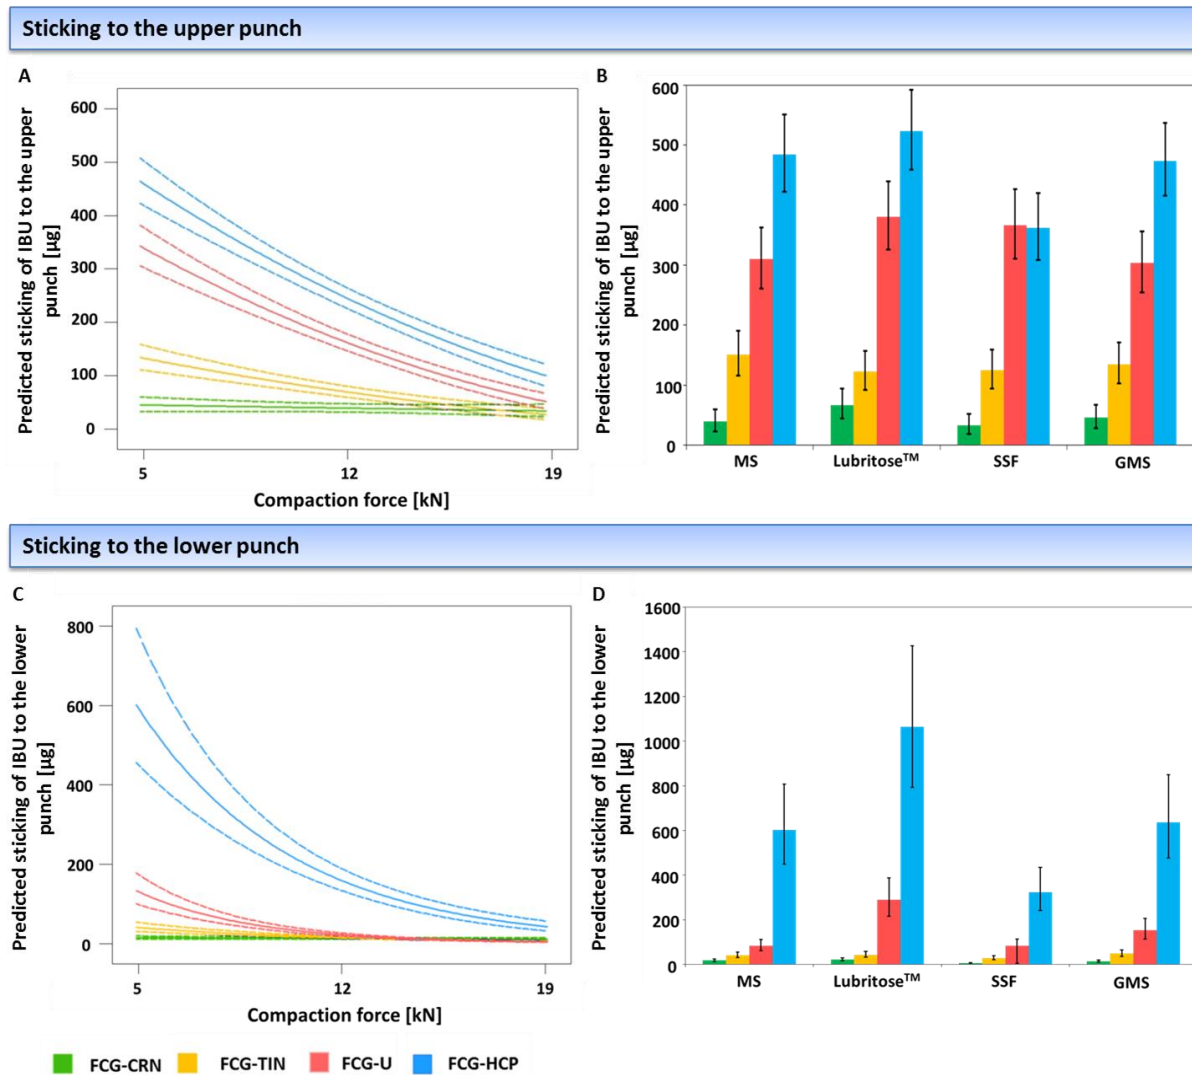 Sticking to the upper punch
A
B
Predicted sticking of IBU to the upper
punch [µg]
600
500
400
300
200
100
0
5
12
19
Compaction force [kN]
Predicted sticking of IBU to the upper
punch [µg]
600
500
400
300
200
100
0
MS
Lubritose™
SSF
GMS
Sticking to the lower punch
C
D
Predicted sticking of IBU to the lower
punch [µg]
800
600
400
200
0
5
12
19
Compaction force [kN]
Predicted sticking of IBU to the lower
punch [µg]
1600
1400
1200
1000
800
600
400
200
0
MS
Lubritose™
SSF
GMS
FCG-CRN
FCG-TIN
FCG-U
FCG-HCP